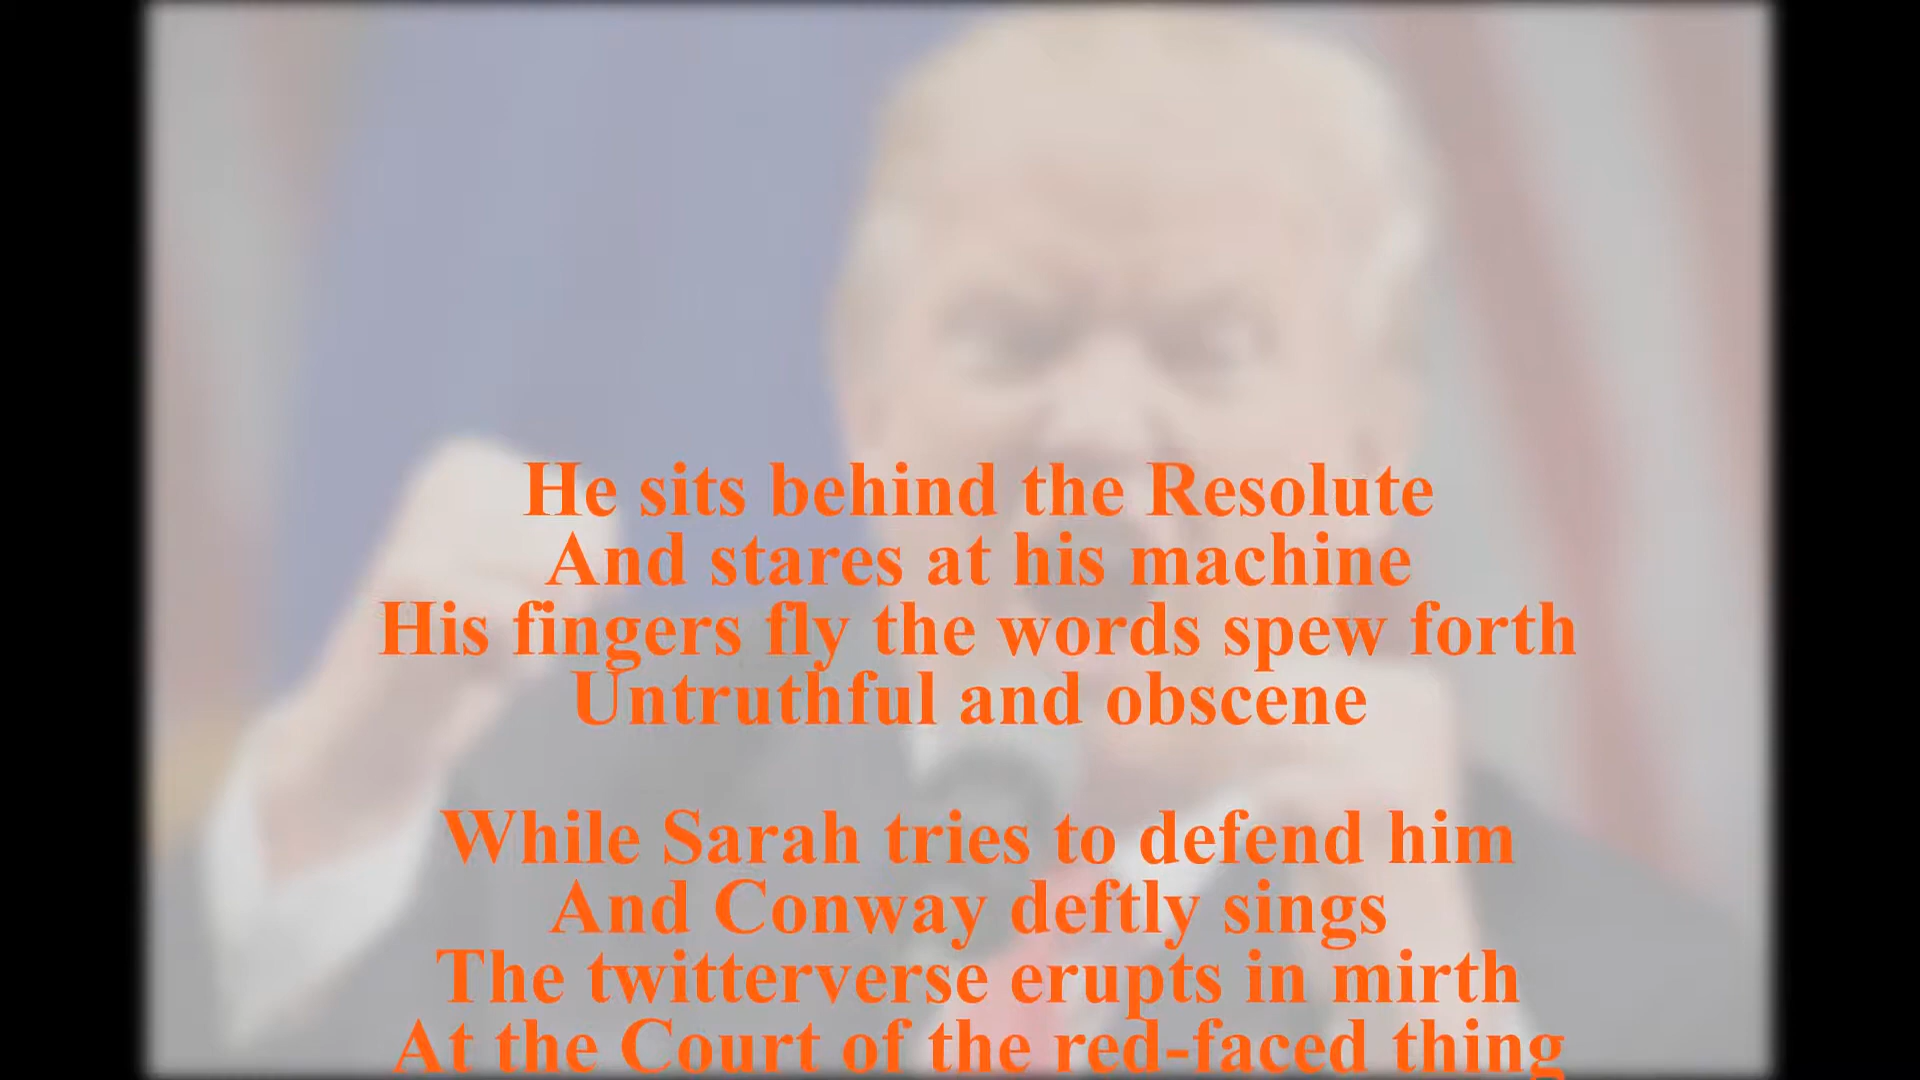 He sits behind the Resolute
And stares at his machine
His fingers fly the words spew forth
Untruthful and obscene
While Sarah tries to defend him
And Conway deftly sings
The twitterverse erupts in mirth
At the Court of the red-faced thing